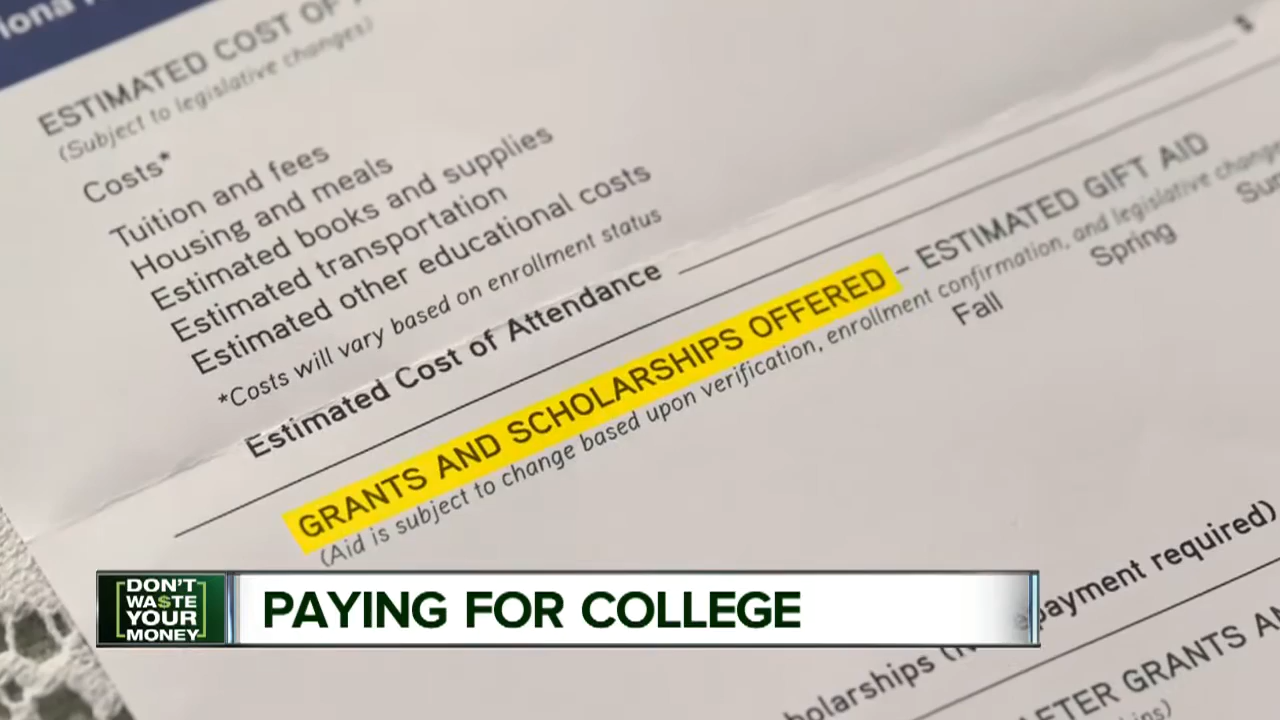 ESTIMATED COST OF
(Subject to legislative changes)
Costs*
Tuition and fees
Housing and meals
Estimated books and supplies
Estimated transportation
Estimated other educational costs
*Costs will vary based on enrollment status
Estimated Cost of Attendance
GRANTS AND SCHOLARSHIPS OFFERED – ESTIMATED GIFT AID
(Aid is subject to change based upon verification, enrollment confirmation, and legislative changes
Fall Spring
payment required)
AFTER GRANTS
DON'T
WA$TE
YOUR
MONEY
PAYING FOR COLLEGE